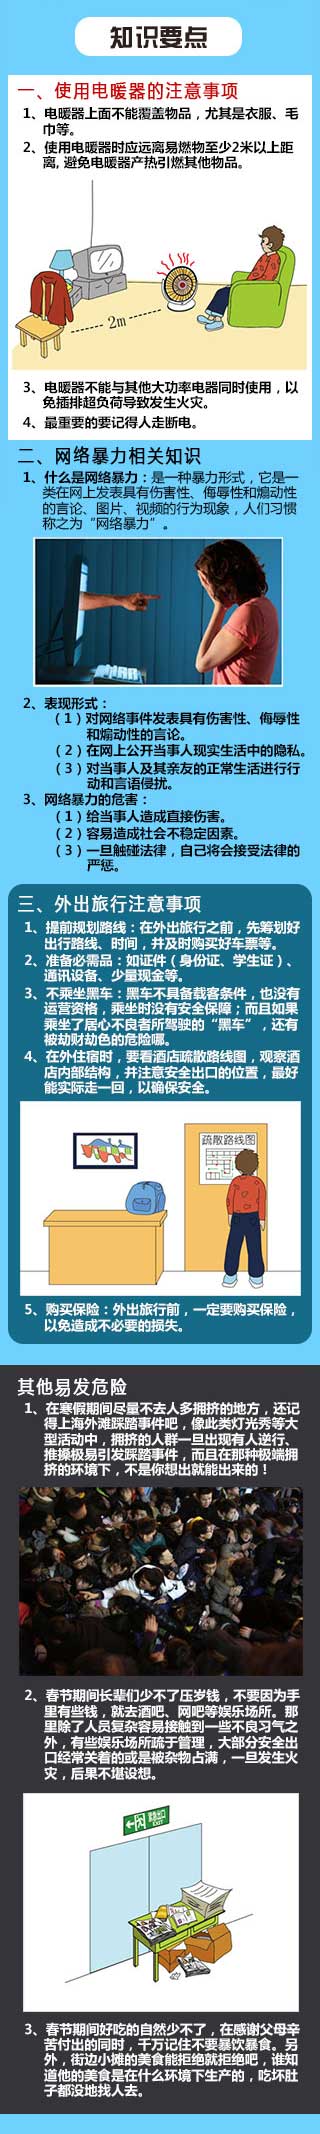 知识要点
一、使用电暖器的注意事项
1、电暖器上面不能覆盖物品，尤其是衣服、毛
巾等。
2、使用电暖器时应远离易燃物至少2米以上距
离, 避免电暖器产热引燃其他物品。
2m
3、电暖器不能与其他大功率电器同时使用，以
免插排超负荷导致发生火灾。
4、最重要的要记得人走断电。
二、网络暴力相关知识
1、什么是网络暴力：是一种暴力形式，它是一
类在网上发表具有伤害性、侮辱性和煽动性
的言论、图片、视频的行为现象，人们习惯
称之为“网络暴力”。
2、表现形式：
（1）对网络事件发表具有伤害性、侮辱性
和煽动性的言论。
（2）在网上公开当事人现实生活中的隐私。
（3）对当事人及其亲友的正常生活进行行
动和言语侵扰。
3、网络暴力的危害：
（1）给当事人造成直接伤害。
（2）容易造成社会不稳定因素。
（3）一旦触碰法律，自己将会接受法律的
严惩。
三、外出旅行注意事项
1、提前规划路线：在外出旅行之前，先筹划好
出行路线、时间，并及时购买好车票等。
2、准备必需品：如证件（身份证、学生证）、
通讯设备、少量现金等。
3、不乘坐黑车：黑车不具备载客条件，也没有
运营资格，乘坐时没有安全保障；而且如果
乘坐了居心不良者所驾驶的“黑车”，还有
被劫财劫色的危险哪。
4、在外住宿时，要看酒店疏散路线图，观察酒
店内部结构，并注意安全出口的位置，最好
能实际走一回，以确保安全。
疏散路线图
5、购买保险：外出旅行前，一定要购买保险，
以免造成不必要的损失。
其他易发危险
1、在寒假期间尽量不去人多拥挤的地方，还记
得上海外滩踩踏事件吧，像此类灯光秀等大
型活动中，拥挤的人群一旦出现有人逆行、
推搡极易引发踩踏事件，而且在那种极端拥
挤的环境下，不是你想出就能出来的！
2、春节期间长辈们少不了压岁钱，不要因为手
里有些钱，就去酒吧、网吧等娱乐场所。那
里除了人员复杂容易接触到一些不良习气之
外，有些娱乐场所疏于管理，大部分安全出
口经常关着的或是被杂物占满，一旦发生火
灾，后果不堪设想。
紧急出口
EXIT
3、春节期间好吃的自然少不了，在感谢父母辛
苦付出的同时，千万记住不要暴饮暴食。另
外，街边小摊的美食能拒绝就拒绝吧，谁知
道他的美食是在什么环境下生产的，吃坏肚
子都没地找人去。